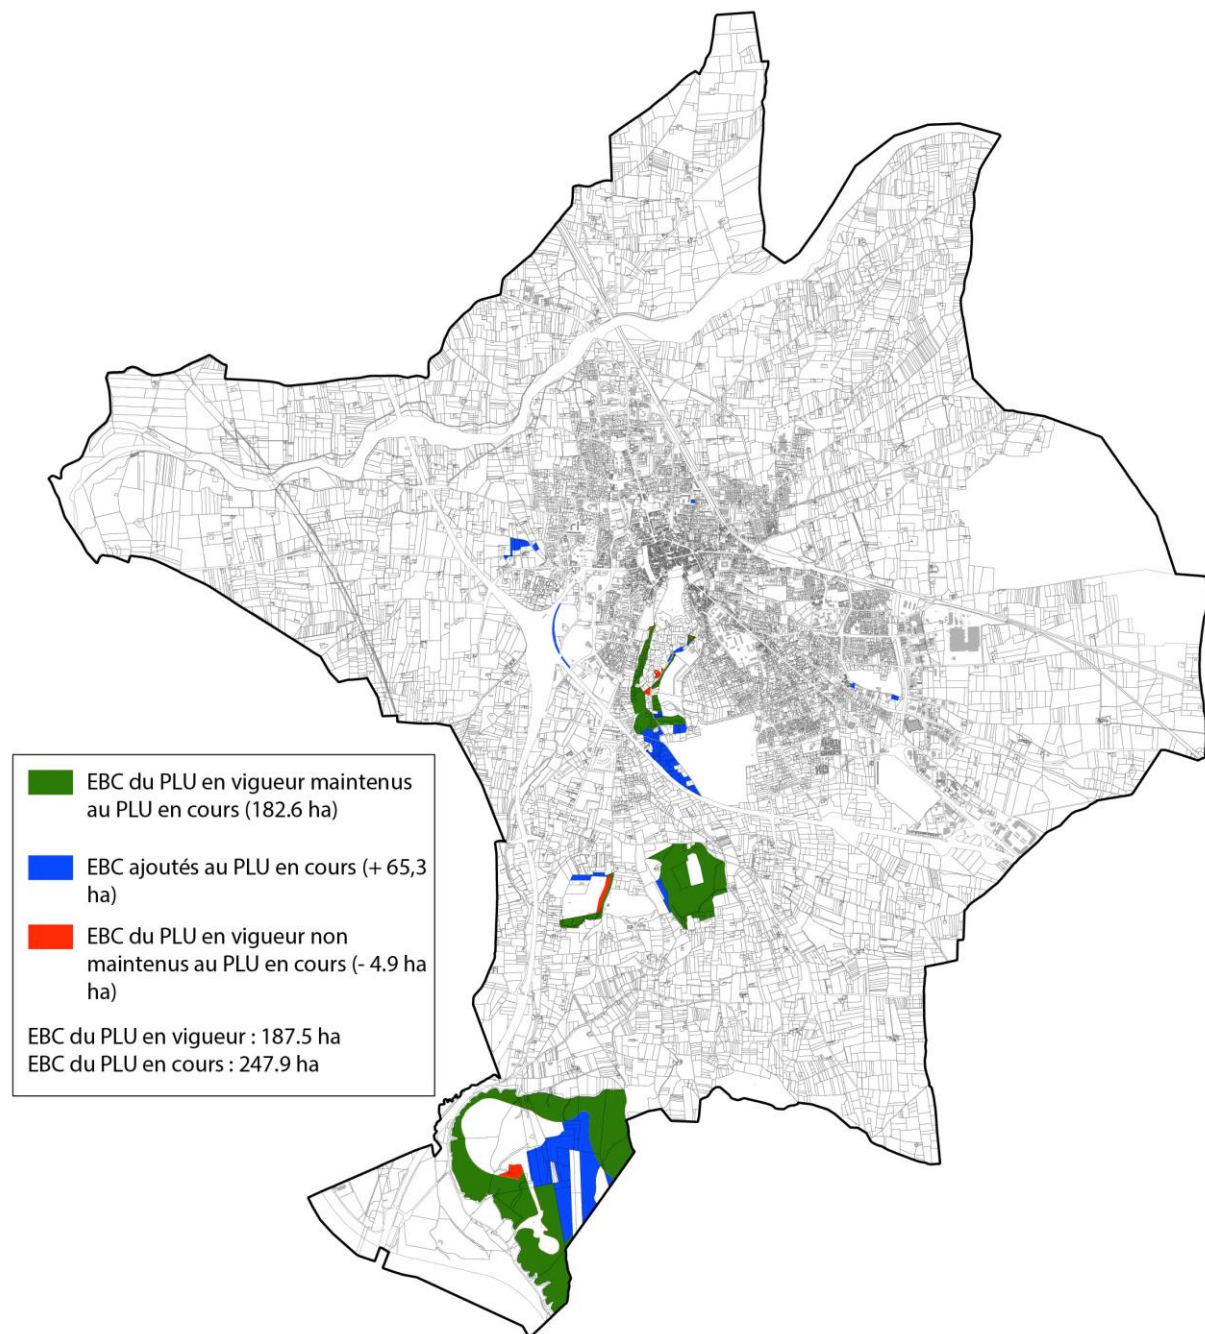 EBC du PLU en vigueur maintenus
au PLU en cours (182.6 ha)
EBC ajoutés au PLU en cours (+ 65,3
ha)
EBC du PLU en vigueur non
maintenus au PLU en cours (- 4.9 ha
ha)
EBC du PLU en vigueur : 187.5 ha
EBC du PLU en cours : 247.9 ha